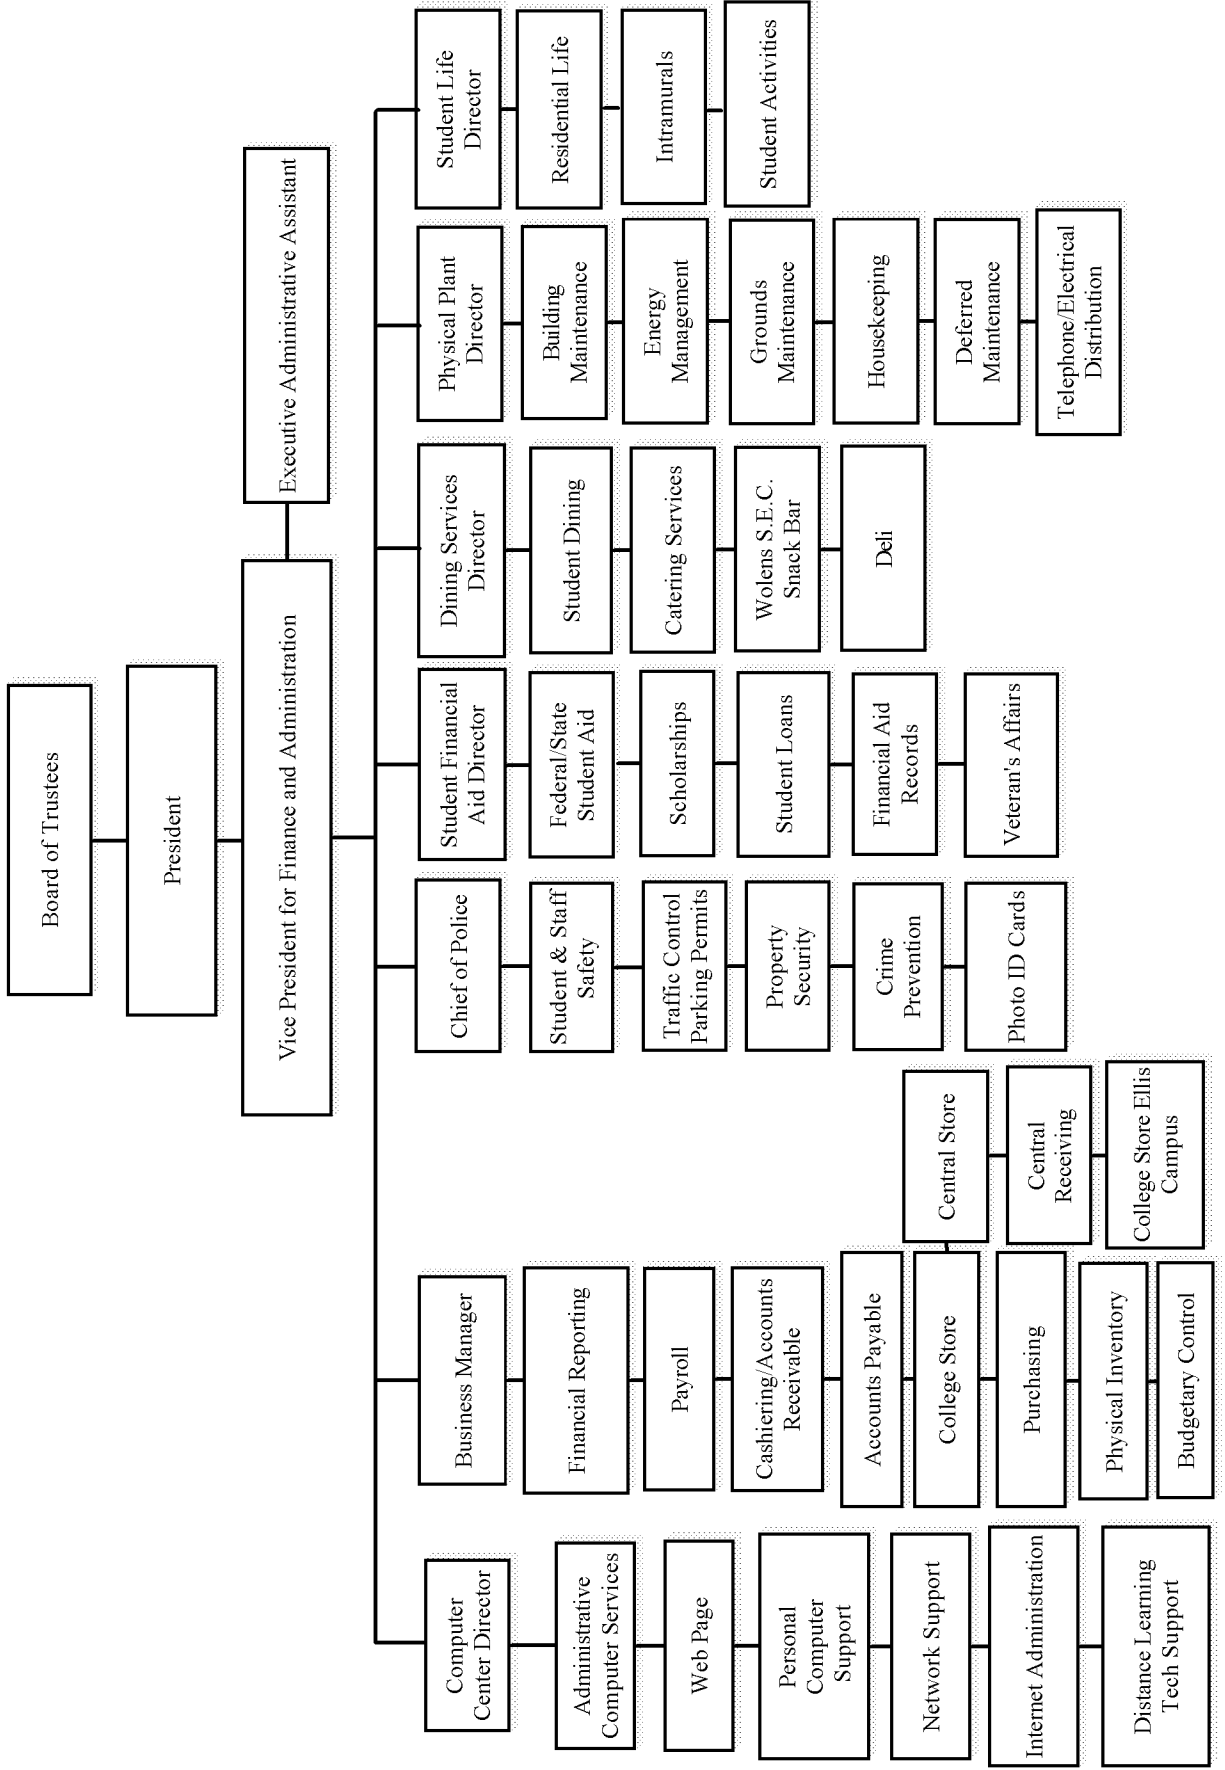 Board of Trustees
President
Vice President for Finance and Administration
Executive Administrative Assistant
Computer
Center Director
Administrative
Computer Services
Web Page
Personal
Computer
Support
Network Support
Internet Administration
Distance Learning
Tech Support
Business Manager
Financial Reporting
Payroll
Cashiering/Accounts
Receivable
Accounts Payable
College Store
Purchasing
Physical Inventory
Budgetary Control
Central Store
Central
Receiving
College Store Ellis
Campus
Chief of Police
Student & Staff
Safety
Traffic Control
Parking Permits
Property
Security
Crime
Prevention
Photo ID Cards
Student Financial
Aid Director
Federal/State
Student Aid
Scholarships
Student Loans
Financial Aid
Records
Veteran's Affairs
Dining Services
Director
Student Dining
Catering Services
Wolens S.E.C.
Snack Bar
Deli
Physical Plant
Director
Building
Maintenance
Energy
Management
Grounds
Maintenance
Housekeeping
Deferred
Maintenance
Telephone/Electrical
Distribution
Student Life
Director
Residential Life
Intramurals
Student Activities